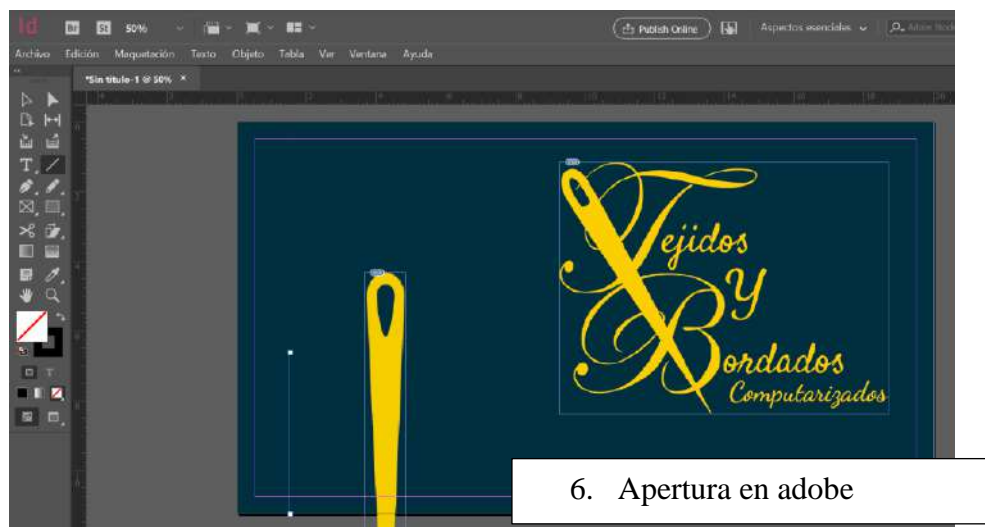 Id Br St 50% Publish Online Aspectos esenciales
Archivo Edición Maquetación Texto Objeto Tabla Ver Ventana Ayuda
*Sin título-1 @ 50% ×
Tejidos
Y
Bordados
Computarizados
6. Apertura en adobe